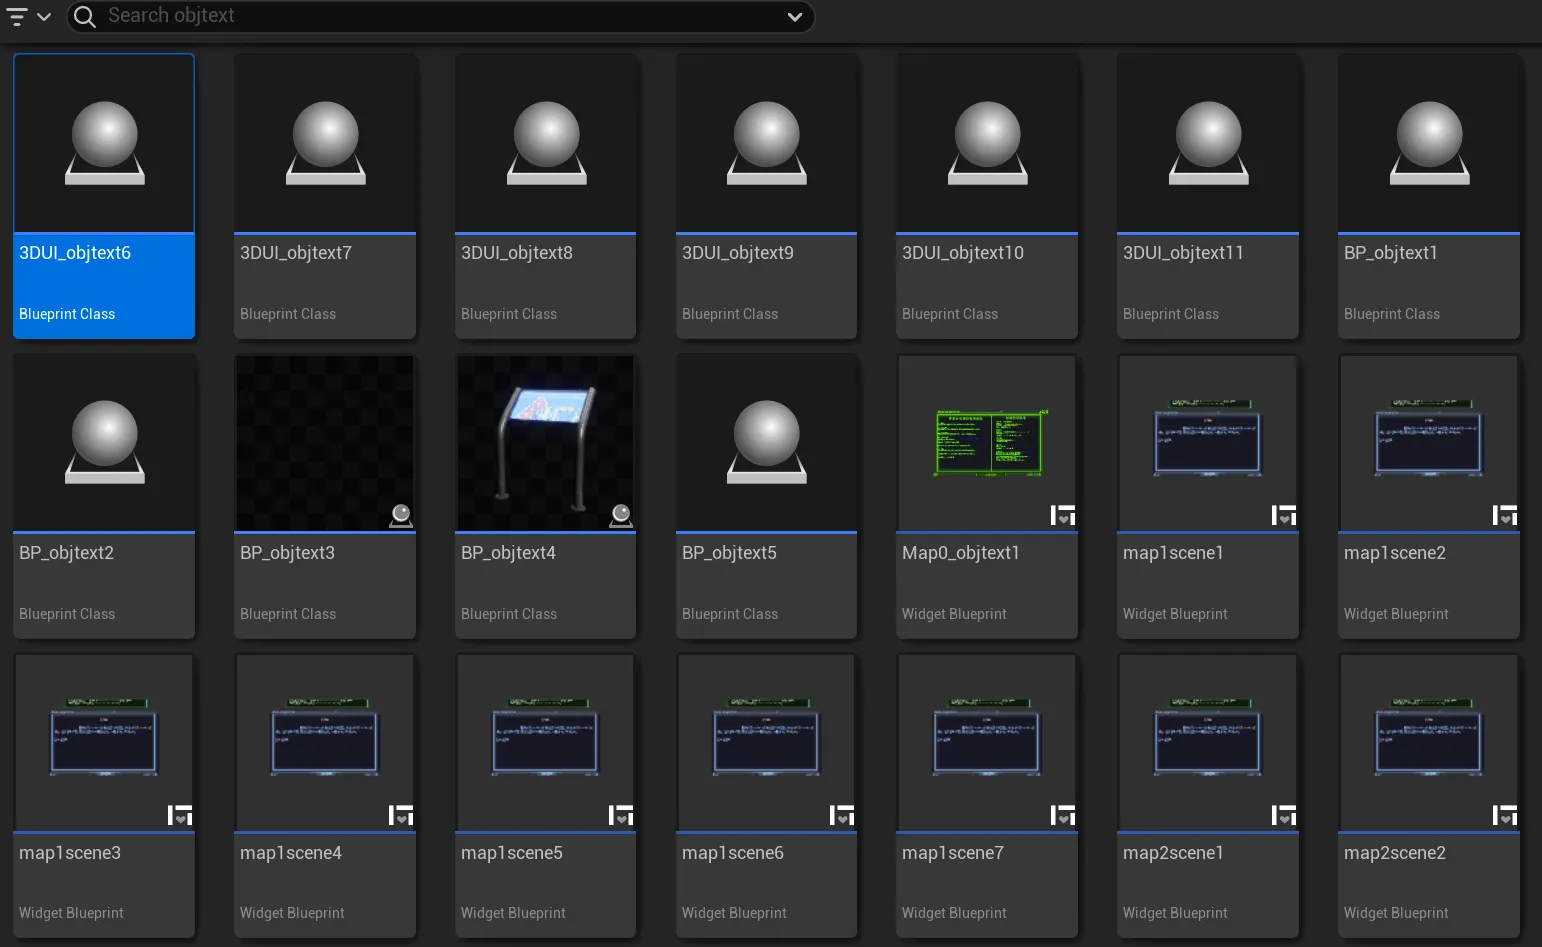 Search objtext
3DUI_objtext6
3DUI_objtext7
3DUI_objtext8
3DUI_objtext9
3DUI_objtext10
3DUI_objtext11
BP_objtext1
Blueprint Class
Blueprint Class
Blueprint Class
Blueprint Class
Blueprint Class
Blueprint Class
Blueprint Class
BP_objtext2
BP_objtext3
BP_objtext4
BP_objtext5
Map0_objtext1
map1scene1
map1scene2
Blueprint Class
Blueprint Class
Blueprint Class
Blueprint Class
Widget Blueprint
Widget Blueprint
Widget Blueprint
map1scene3
map1scene4
map1scene5
map1scene6
map1scene7
map2scene1
map2scene2
Widget Blueprint
Widget Blueprint
Widget Blueprint
Widget Blueprint
Widget Blueprint
Widget Blueprint
Widget Blueprint